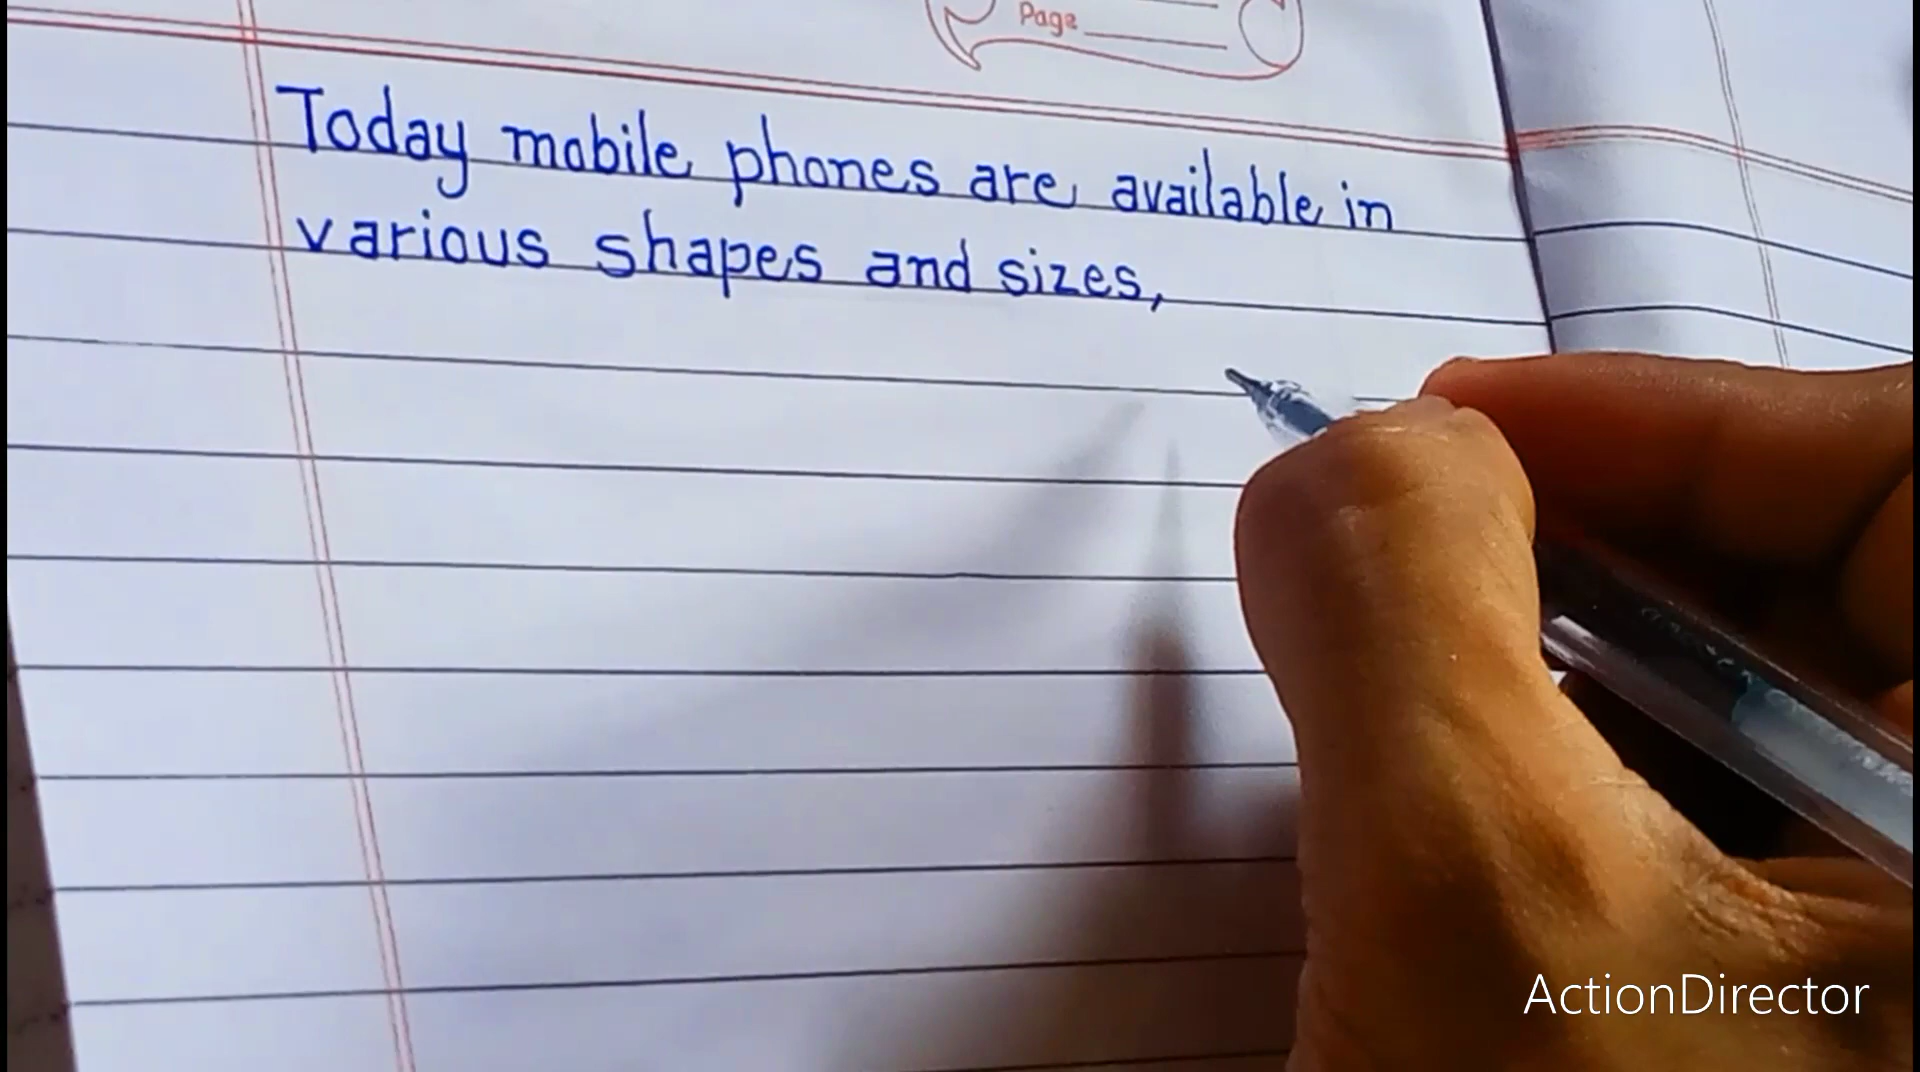 Page
Today mobile phones are available in
various shapes and sizes,
ActionDirector